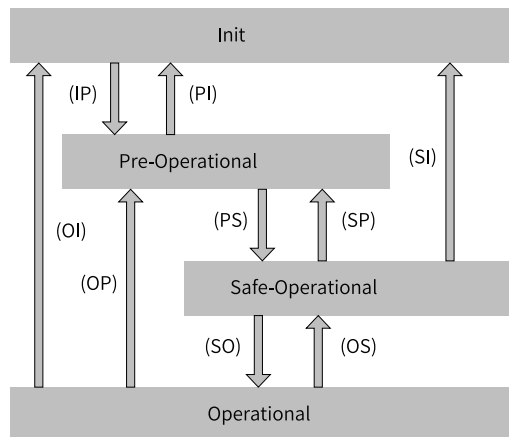 Init
(IP)
(PI)
Pre-Operational
(SI)
(PS)
(SP)
(OI)
(OP)
Safe-Operational
(SO)
(OS)
Operational